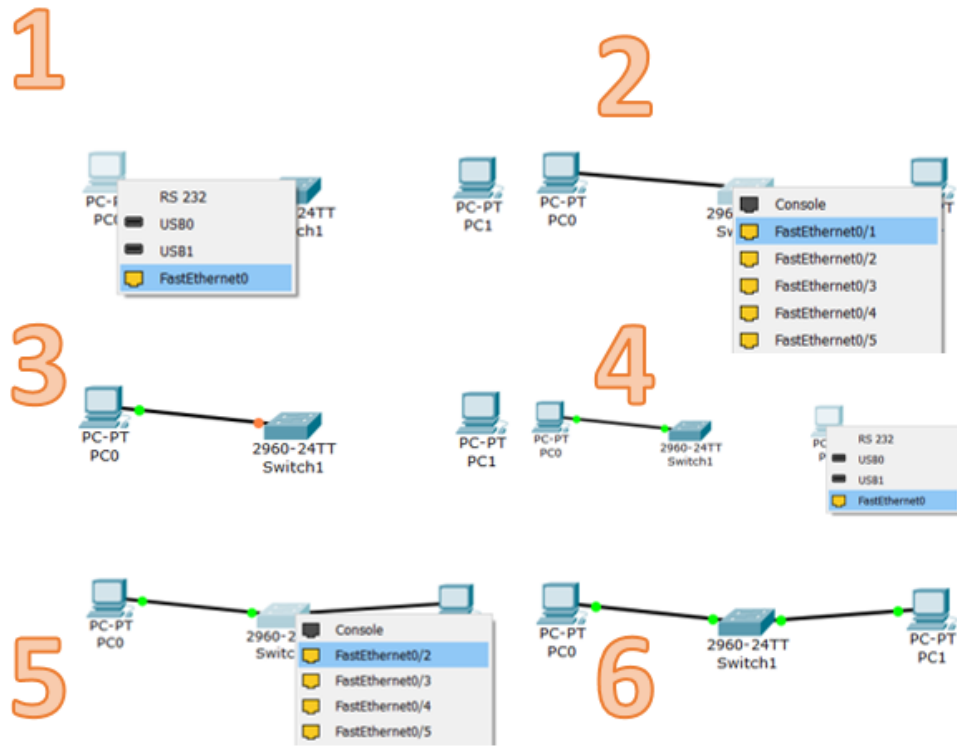 1
RS 232
USB0
USB1
FastEthernet0
PC-PT
PC1
2
PC-PT
PC0
Console
FastEthernet0/1
FastEthernet0/2
FastEthernet0/3
FastEthernet0/4
FastEthernet0/5
3
PC-PT
PC0
2960-24TT
Switch1
PC-PT
PC1
4
PC-PT
PC0
2960-24TT
Switch1
RS 232
USB0
USB1
FastEthernet0
5
PC-PT
PC0
Console
FastEthernet0/2
FastEthernet0/3
FastEthernet0/4
FastEthernet0/5
6
PC-PT
PC0
2960-24TT
Switch1
PC-PT
PC1